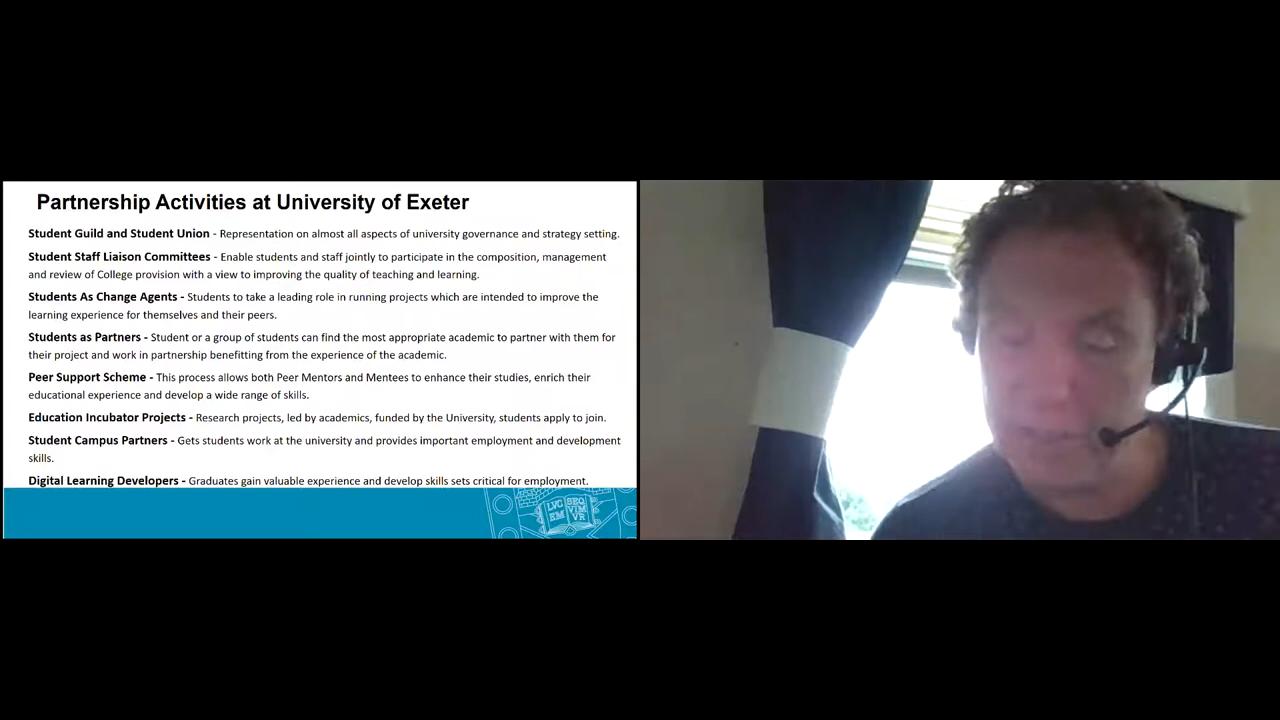 Partnership Activities at University of Exeter
Student Guild and Student Union - Representation on almost all aspects of university governance and strategy setting.
Student Staff Liaison Committees - Enable students and staff jointly to participate in the composition, management
and review of College provision with a view to improving the quality of teaching and learning.
Students As Change Agents - Students to take a leading role in running projects which are intended to improve the
learning experience for themselves and their peers.
Students as Partners - Student or a group of students can find the most appropriate academic to partner with them for
their project and work in partnership benefitting from the experience of the academic.
Peer Support Scheme - This process allows both Peer Mentors and Mentees to enhance their studies, enrich their
educational experience and develop a wide range of skills.
Education Incubator Projects - Research projects, led by academics, funded by the University, students apply to join.
Student Campus Partners - Gets students work at the university and provides important employment and development
skills.
Digital Learning Developers - Graduates gain valuable experience and develop skills sets critical for employment.
LVC SEQ
EM VIM
VR